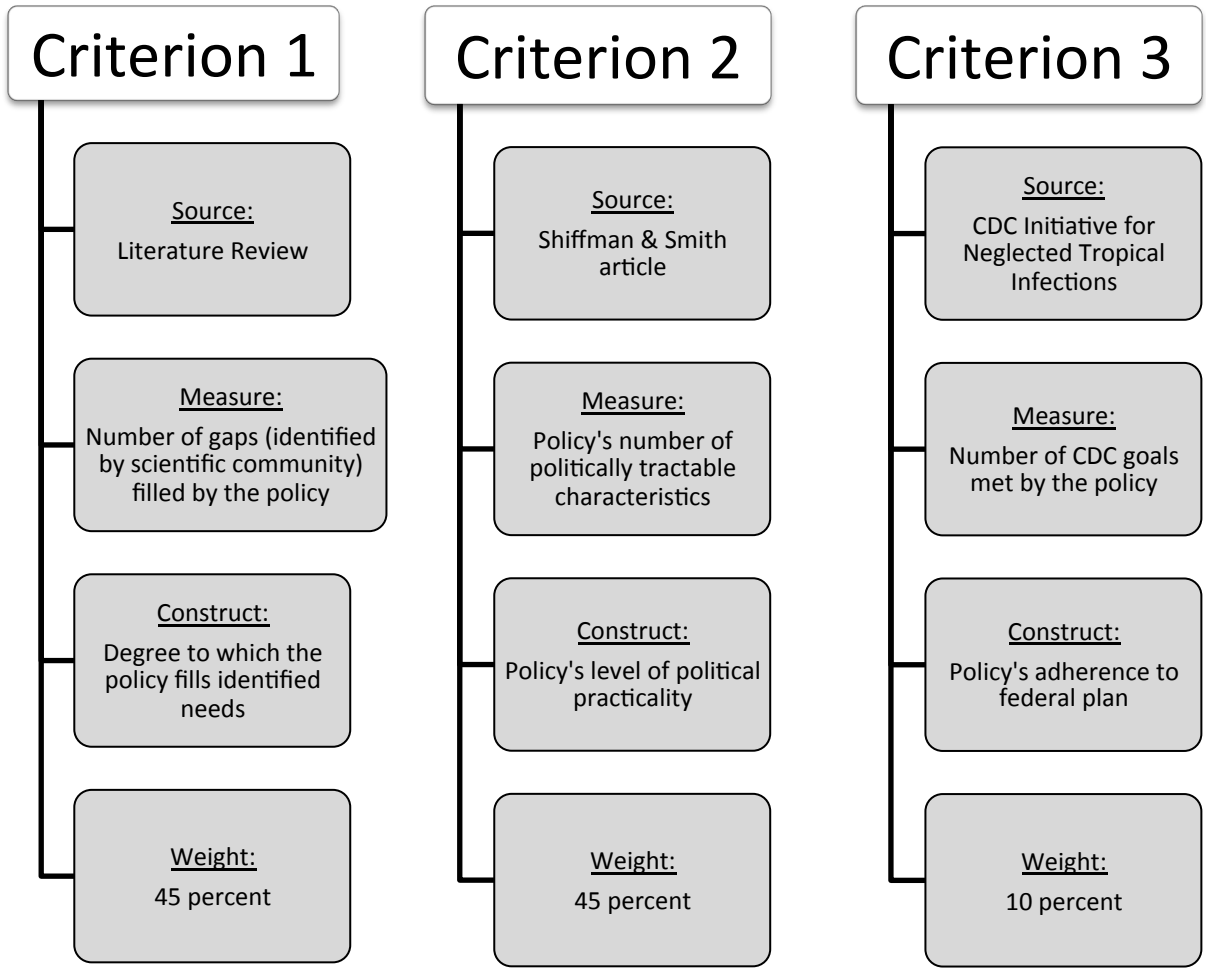 Criterion 1
Source:
Literature Review
Measure:
Number of gaps (identified
by scientific community)
filled by the policy
Construct:
Degree to which the
policy fills identified
needs
Weight:
45 percent
Criterion 2
Source:
Shiffman & Smith
article
Measure:
Policy's number of
politically tractable
characteristics
Construct:
Policy's level of political
practicality
Weight:
45 percent
Criterion 3
Source:
CDC Initiative for
Neglected Tropical
Infections
Measure:
Number of CDC goals
met by the policy
Construct:
Policy's adherence to
federal plan
Weight:
10 percent